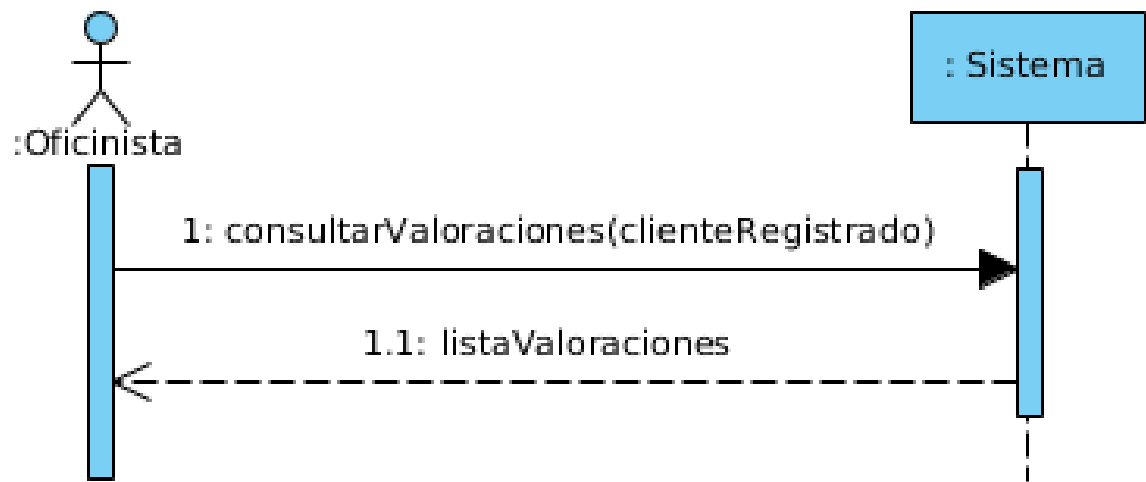 : Sistema
:Oficinista
1: consultarValoraciones(clienteRegistrado)
1.1: listaValoraciones